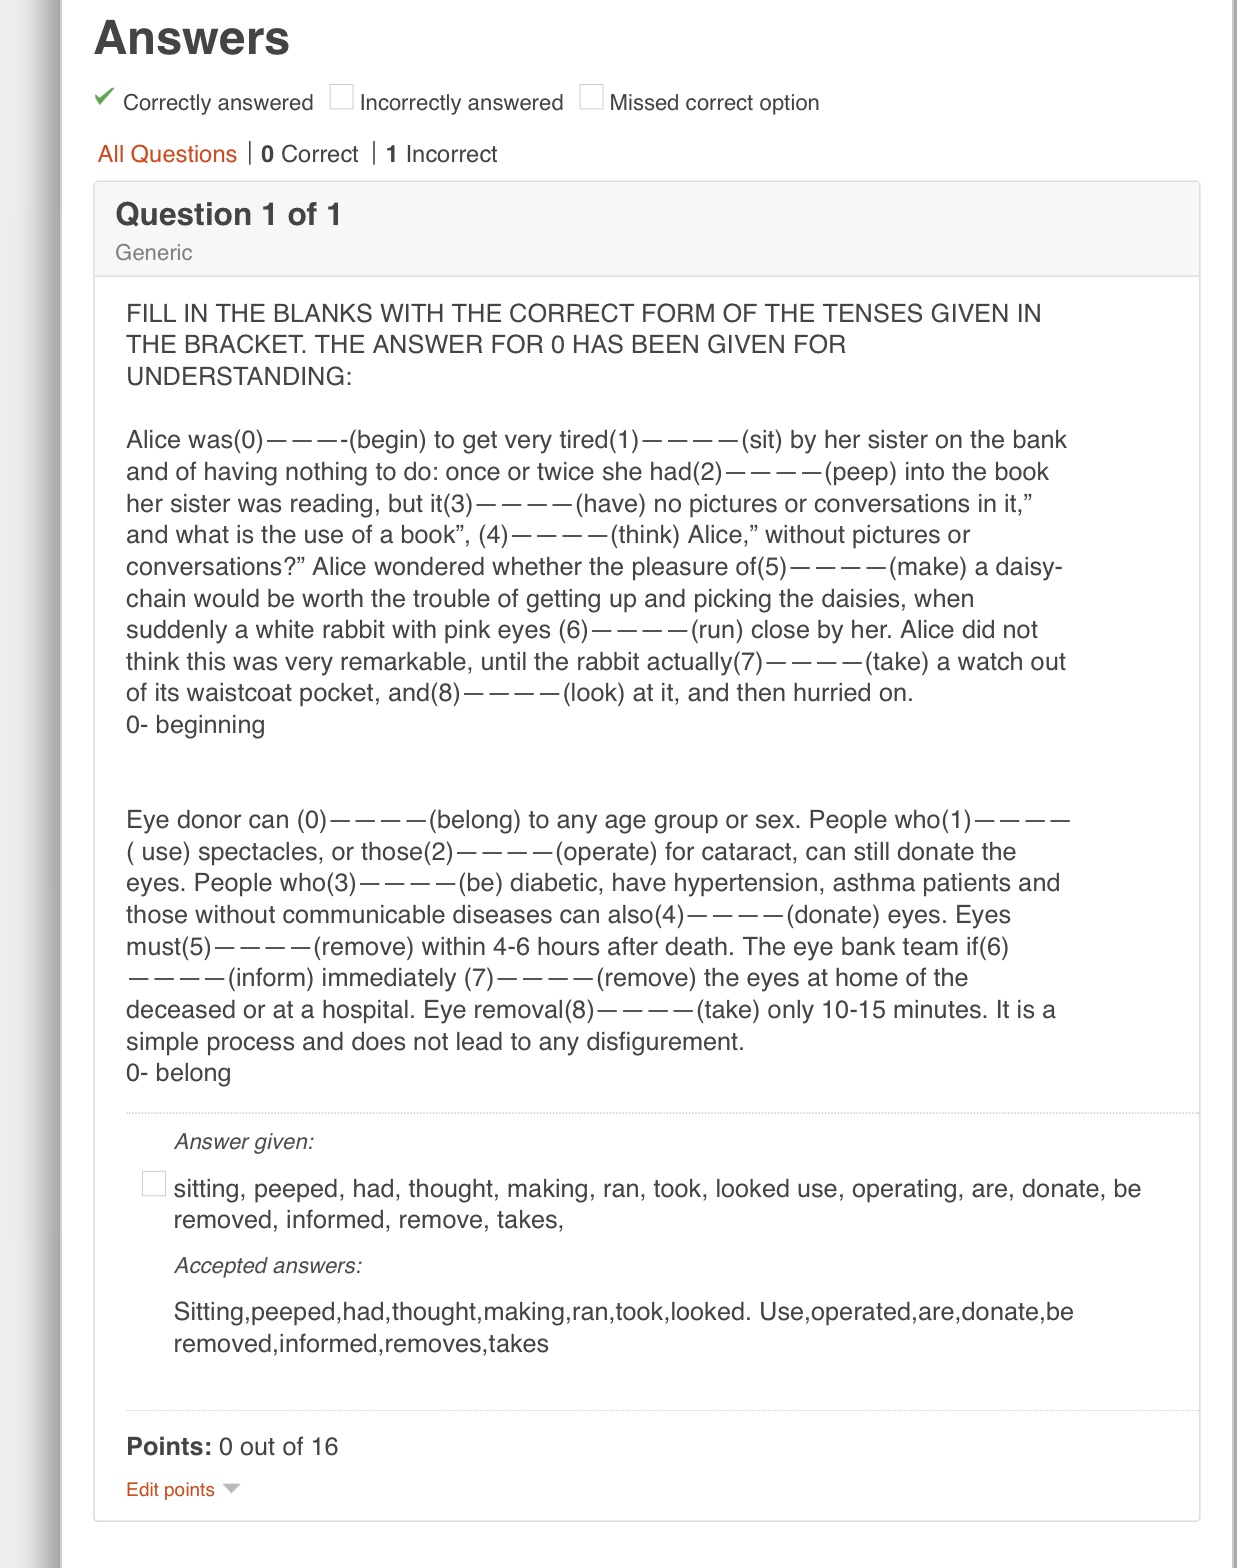 Answers
✔ Correctly answered Incorrectly answered Missed correct option
All Questions | 0 Correct | 1 Incorrect
Question 1 of 1
Generic
FILL IN THE BLANKS WITH THE CORRECT FORM OF THE TENSES GIVEN IN
THE BRACKET. THE ANSWER FOR 0 HAS BEEN GIVEN FOR
UNDERSTANDING:
Alice was(0)———-(begin) to get very tired(1)————(sit) by her sister on the bank
and of having nothing to do: once or twice she had(2)————(peep) into the book
her sister was reading, but it(3)————(have) no pictures or conversations in it,”
and what is the use of a book”, (4)————(think) Alice,” without pictures or
conversations?” Alice wondered whether the pleasure of(5)————(make) a daisy-
chain would be worth the trouble of getting up and picking the daisies, when
suddenly a white rabbit with pink eyes (6)————(run) close by her. Alice did not
think this was very remarkable, until the rabbit actually(7)————(take) a watch out
of its waistcoat pocket, and(8)————(look) at it, and then hurried on.
0- beginning
Eye donor can (0)————(belong) to any age group or sex. People who(1)————
( use) spectacles, or those(2)————(operate) for cataract, can still donate the
eyes. People who(3)————(be) diabetic, have hypertension, asthma patients and
those without communicable diseases can also(4)————(donate) eyes. Eyes
must(5)————(remove) within 4-6 hours after death. The eye bank team if(6)
————(inform) immediately (7)————(remove) the eyes at home of the
deceased or at a hospital. Eye removal(8)————(take) only 10-15 minutes. It is a
simple process and does not lead to any disfigurement.
0- belong
Answer given:
sitting, peeped, had, thought, making, ran, took, looked use, operating, are, donate, be
removed, informed, remove, takes,
Accepted answers:
Sitting,peeped,had,thought,making,ran,took,looked. Use,operated,are,donate,be
removed,informed,removes,takes
Points: 0 out of 16
Edit points